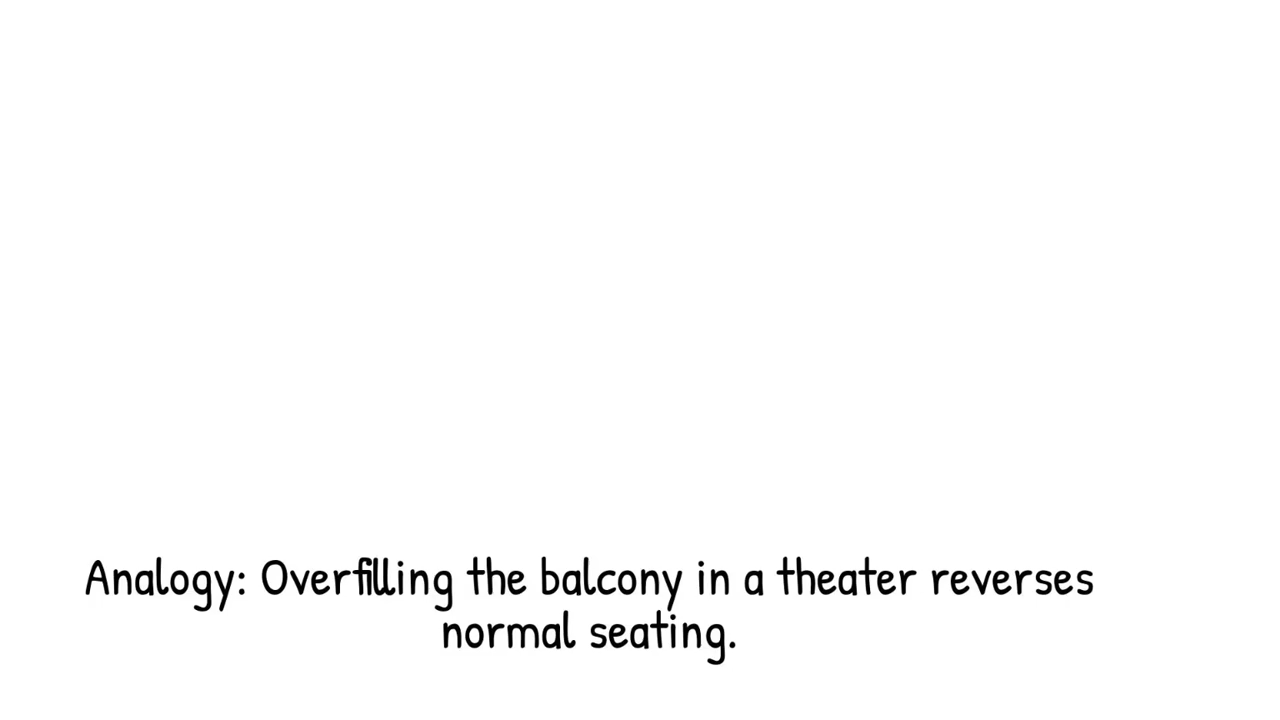 Analogy: Overfilling the balcony in a theater reverses
normal seating.